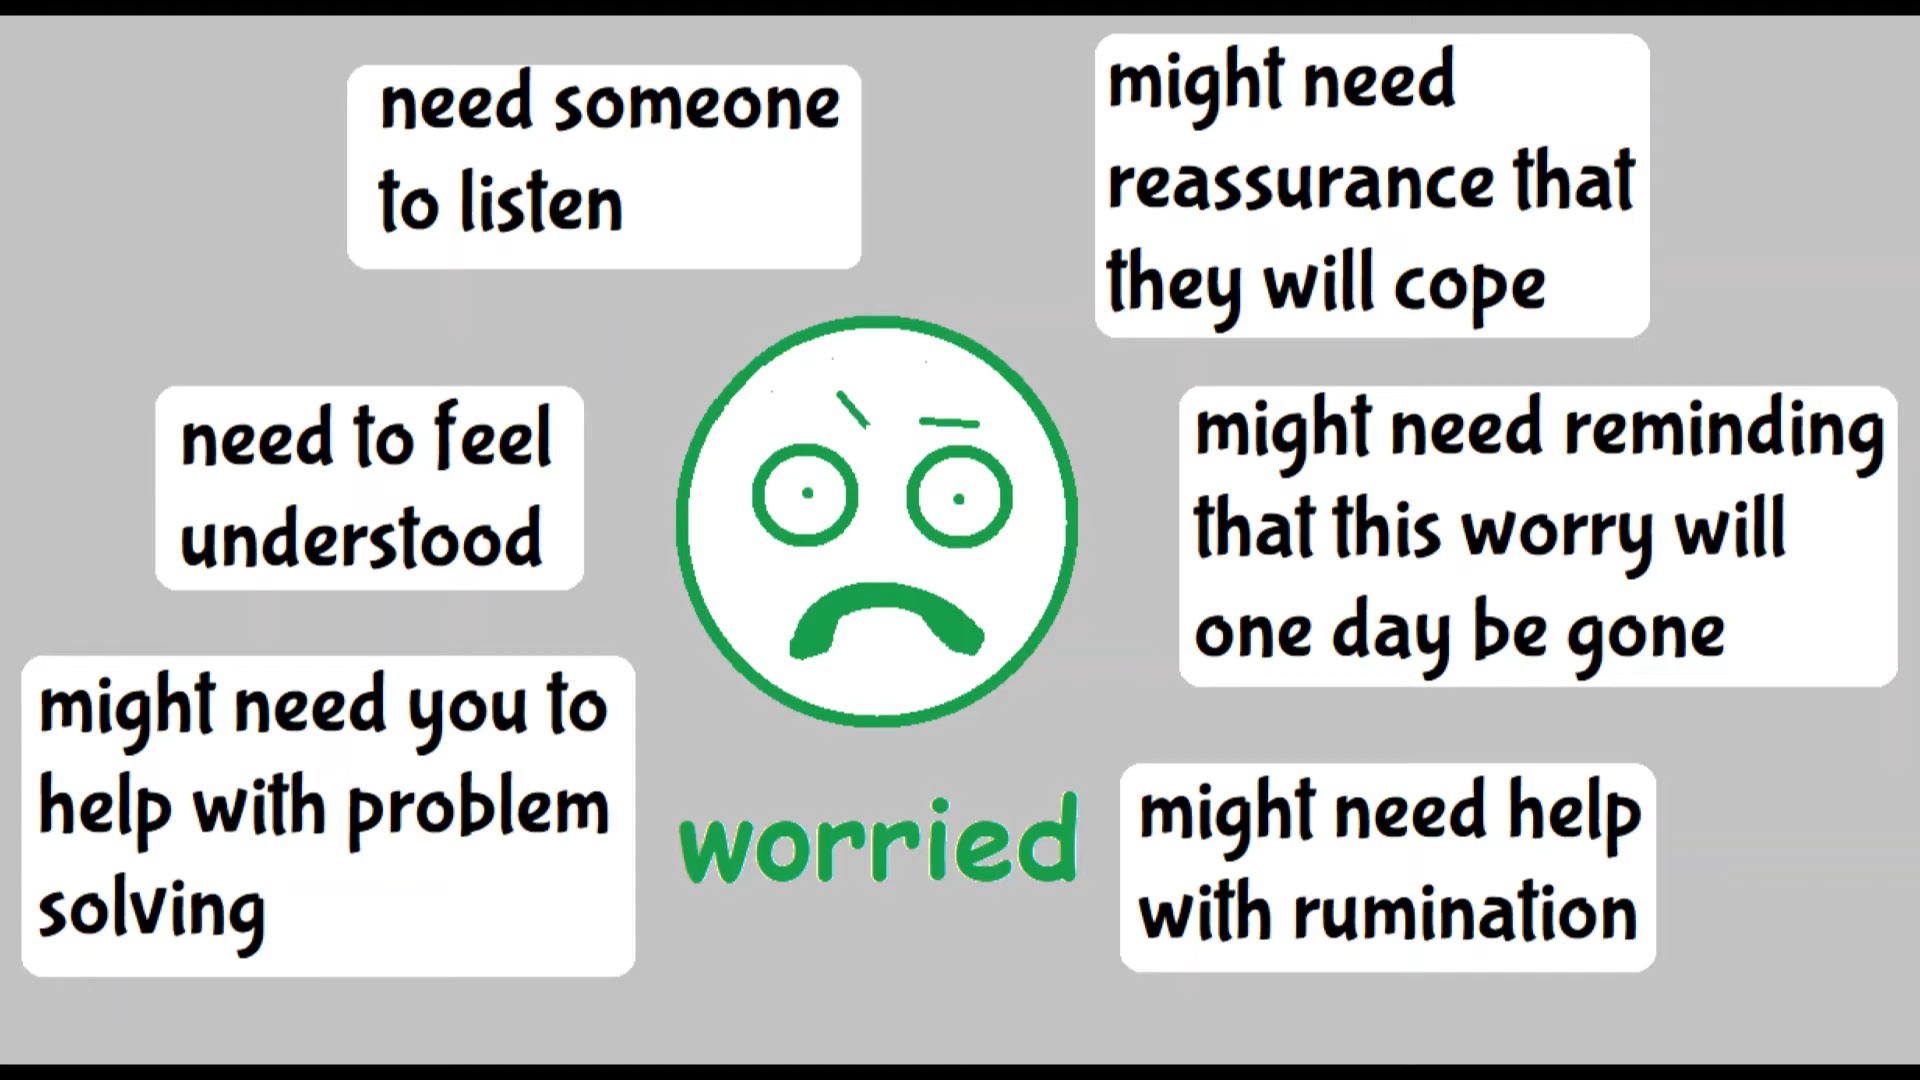 need someone
to listen
might need
reassurance that
they will cope
need to feel
understood
might need reminding
that this worry will
one day be gone
might need you to
help with problem
solving
worried
might need help
with rumination